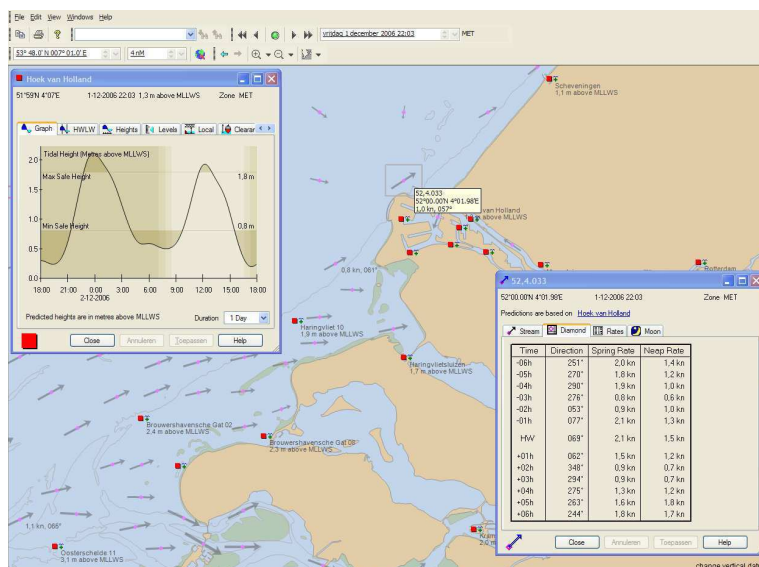 File Edit View Windows Help
vrijdag 1 december 2006 22:03 MET
53° 48.0' N 007° 01.0' E 4 nM
Hoek van Holland
51°59'N 4°07'E 1-12-2006 22:03 1,3 m above MLLWS Zone MET
Graph HWLW Heights Levels Local Clearar
Tidal Height (Metres above MLLWS)
Max Safe Height 1,8 m
Min Safe Height 0,8 m
2.0
1.5
1.0
0.5
0.0
18:00 21:00 0:00 3:00 6:00 9:00 12:00 15:00 18:00
2-12-2006
Predicted heights are in metres above MLLWS Duration 1 Day
Close Annuleren Toepassen Help
Scheveningen
1,1 m above MLLWS
52,4.033
52°00.00'N 4°01.98'E
1,0 kn, 057°
van Holland
above MLLWS
0,8 kn, 061°
Rotterdam
Haringvliet 10
1,9 m above MLLWS
Haringvlietsluizen
1,7 m above MLLWS
Brouwershavensche Gat 02
2,4 m above MLLWS
Brouwershavensche Gat 08
2,3 m above MLLWS
1,1 kn, 066°
Oosterschelde 11
3,1 m above MLLWS
52,4.033
52°00.00'N 4°01.98'E 1-12-2006 22:03 Zone MET
Predictions are based on Hoek van Holland
Stream Diamond Rates Moon
Time Direction Spring Rate Neap Rate
-06h 251° 2,0 kn 1,4 kn
-05h 270° 1,8 kn 1,2 kn
-04h 290° 1,9 kn 1,0 kn
-03h 276° 0,8 kn 0,6 kn
-02h 053° 0,9 kn 1,0 kn
-01h 077° 2,1 kn 1,3 kn
HW 069° 2,1 kn 1,5 kn
+01h 062° 1,5 kn 1,2 kn
+02h 348° 0,9 kn 0,7 kn
+03h 294° 0,9 kn 0,7 kn
+04h 275° 1,3 kn 1,2 kn
+05h 263° 1,6 kn 1,8 kn
+06h 244° 1,8 kn 1,7 kn
Close Annuleren Toepassen Help
change vertical dat